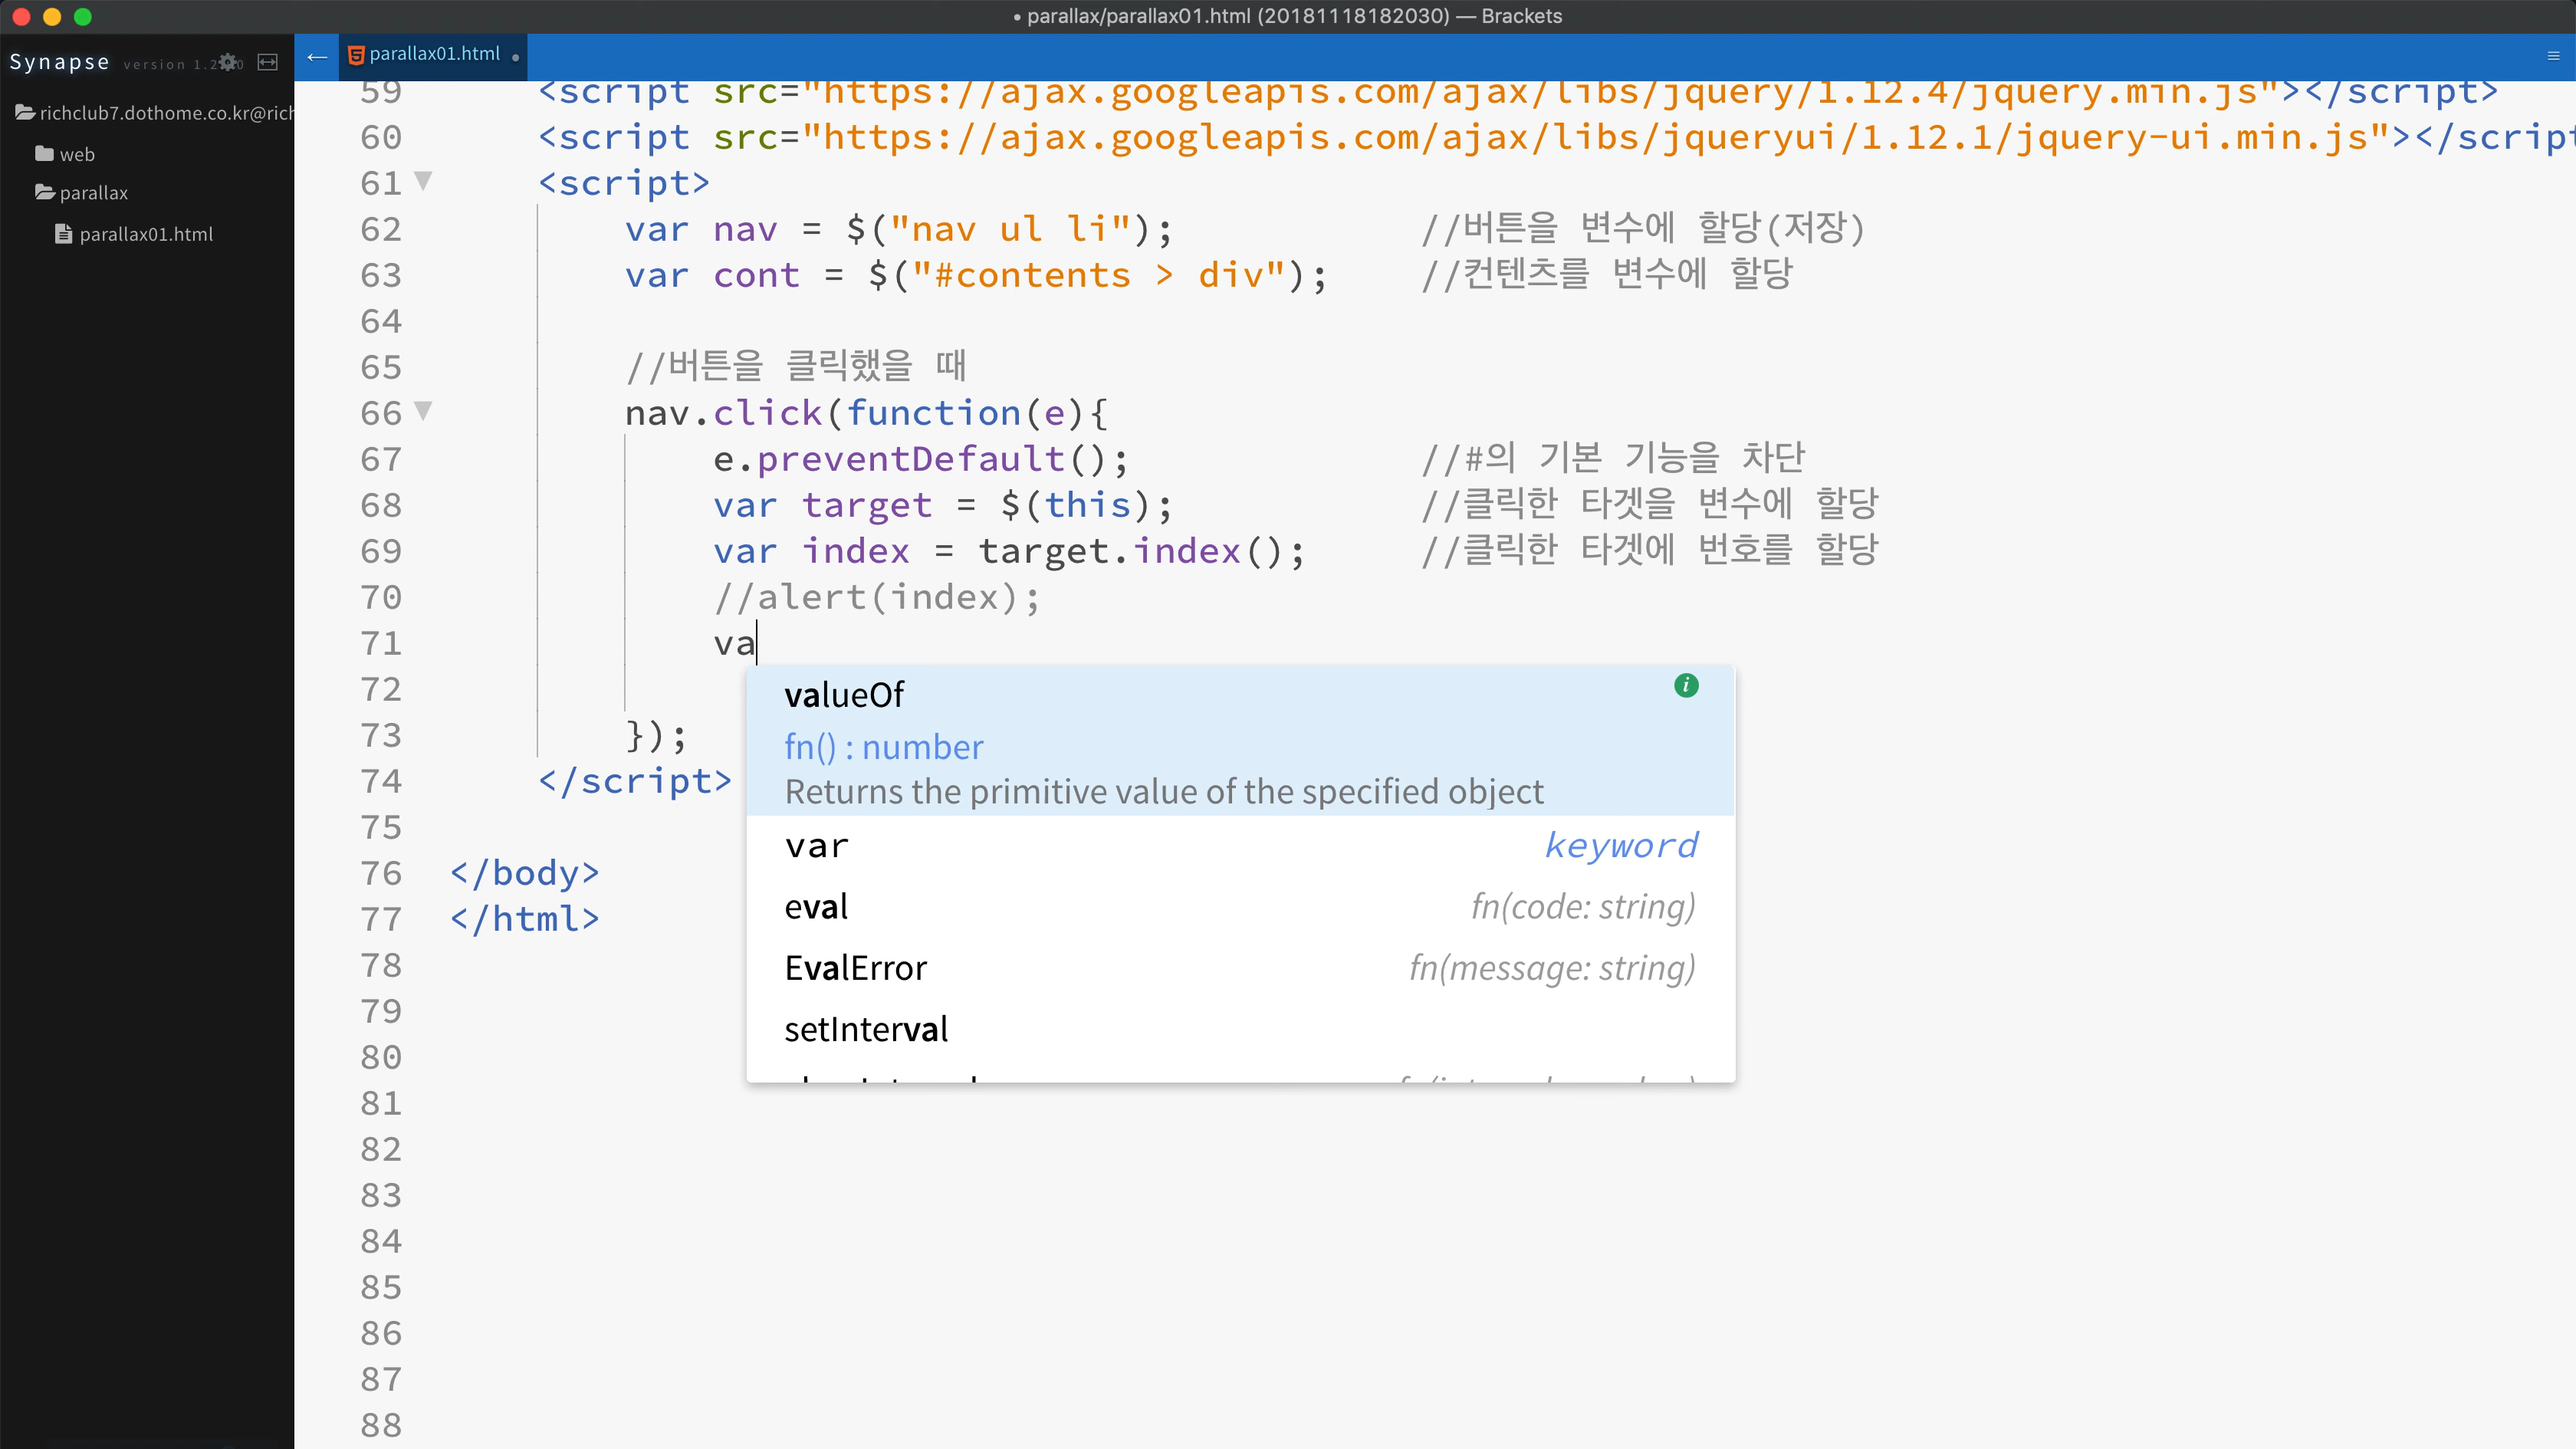 • parallax/parallax01.html (20181118182030) — Brackets
Synapse version 1.2
← parallax01.html •
richclub7.dothome.co.kr@rich
web
parallax
parallax01.html
59 <script src="https://ajax.googleapis.com/ajax/libs/jquery/1.12.4/jquery.min.js"></script>
60 <script src="https://ajax.googleapis.com/ajax/libs/jqueryui/1.12.1/jquery-ui.min.js"></script
61 <script>
62 var nav = $("nav ul li"); //버튼을 변수에 할당(저장)
63 var cont = $("#contents > div"); //컨텐츠를 변수에 할당
64
65 //버튼을 클릭했을 때
66 nav.click(function(e){
67 e.preventDefault(); //#의 기본 기능을 차단
68 var target = $(this); //클릭한 타겟을 변수에 할당
69 var index = target.index(); //클릭한 타겟에 번호를 할당
70 //alert(index);
71 va
72
73 });
74 </script>
75
76 </body>
77 </html>
78
79
80
81
82
83
84
85
86
87
88
valueOf
fn() : number
Returns the primitive value of the specified object
var keyword
eval fn(code: string)
EvalError fn(message: string)
setInterval